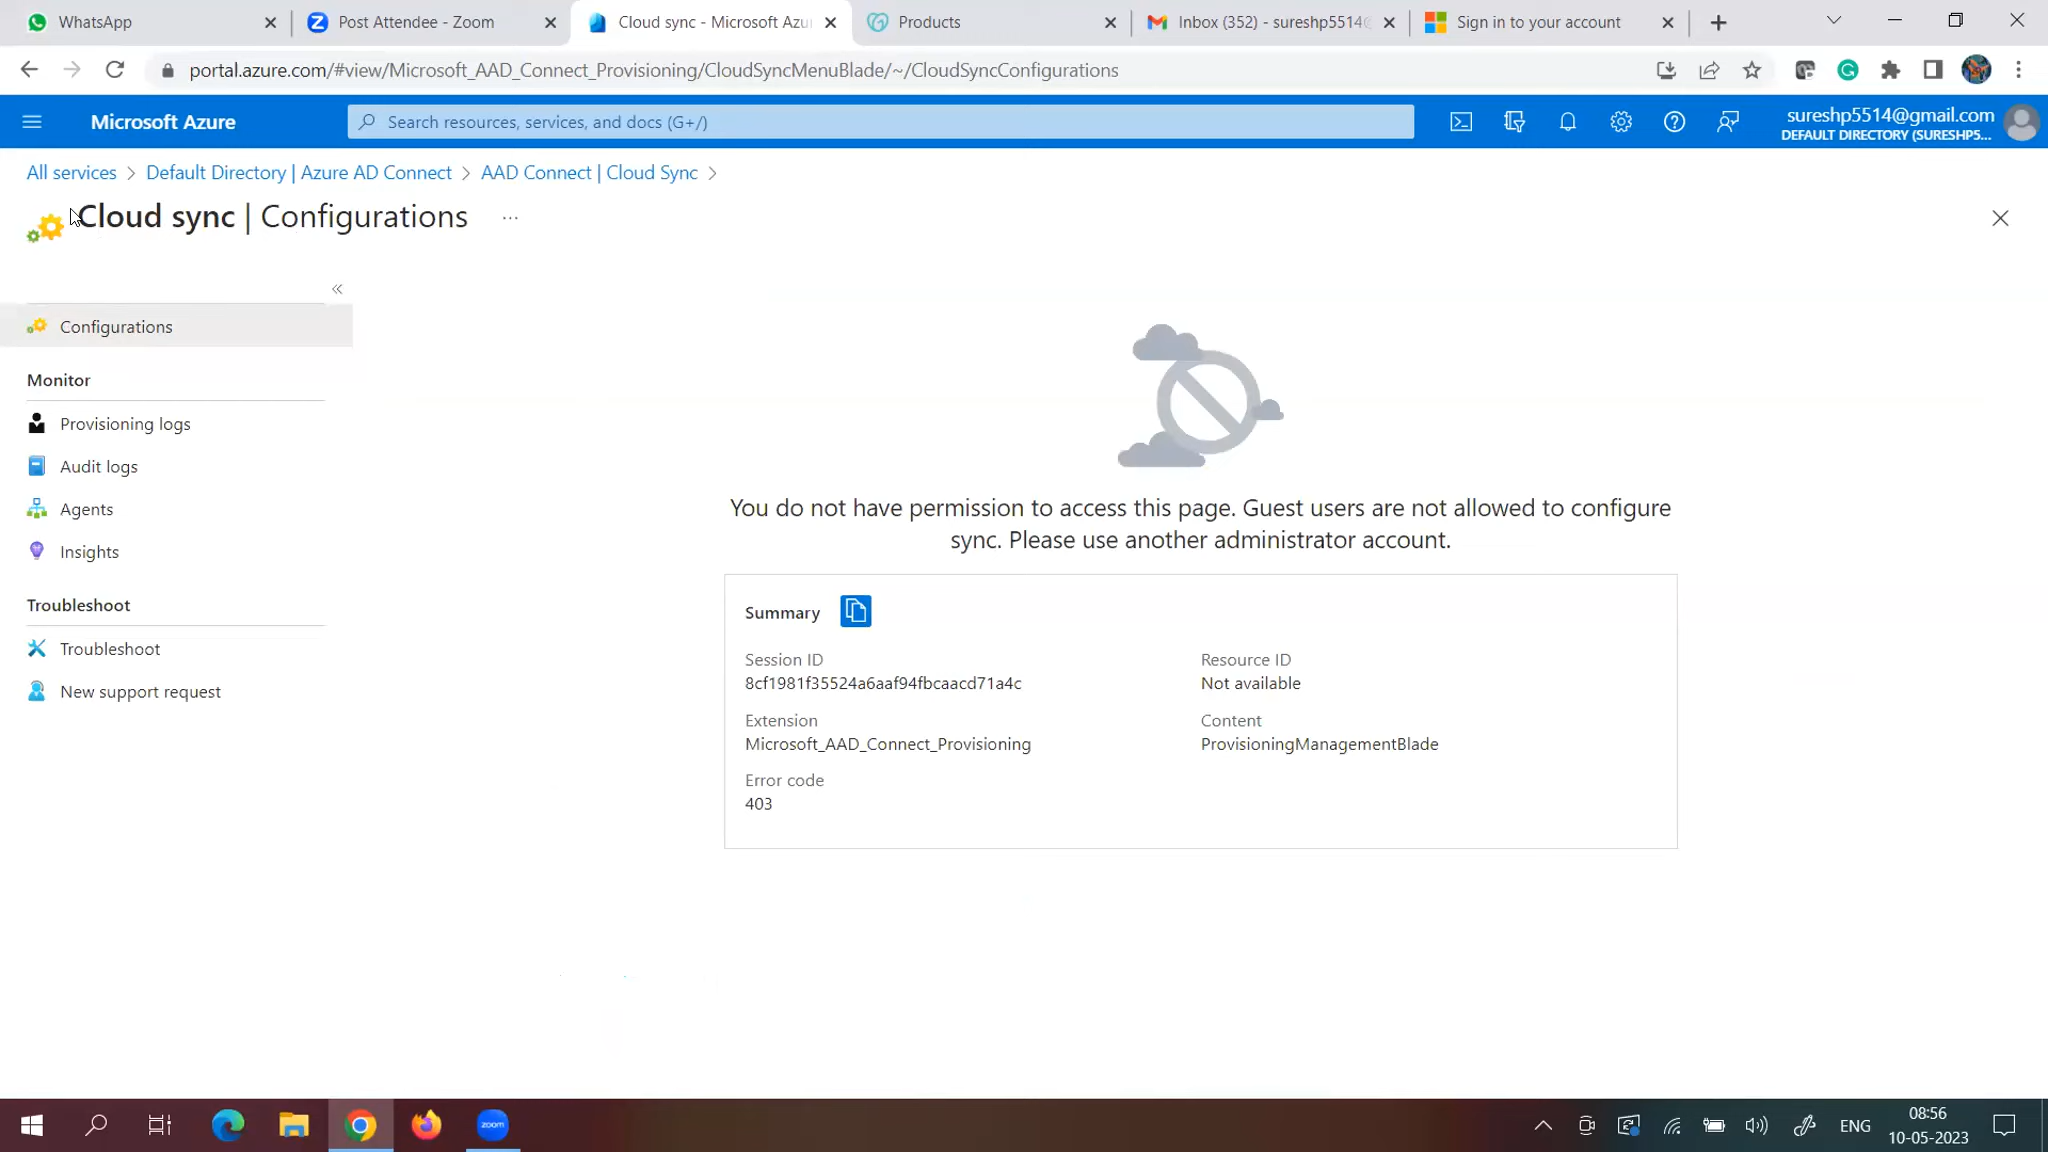 WhatsApp
Post Attendee - Zoom
Cloud sync - Microsoft Azu
Products
Inbox (352) - sureshp5514@
Sign in to your account
portal.azure.com/#view/Microsoft_AAD_Connect_Provisioning/CloudSyncMenuBlade/~/CloudSyncConfigurations
Microsoft Azure
Search resources, services, and docs (G+/)
sureshp5514@gmail.com
DEFAULT DIRECTORY (SURESHP5...
All services > Default Directory | Azure AD Connect > AAD Connect | Cloud Sync >
Cloud sync | Configurations ...
Configurations
Monitor
Provisioning logs
Audit logs
Agents
Insights
Troubleshoot
Troubleshoot
New support request
You do not have permission to access this page. Guest users are not allowed to configure
sync. Please use another administrator account.
Summary
Session ID
8cf1981f35524a6aaf94fbcaacd71a4c
Resource ID
Not available
Extension
Microsoft_AAD_Connect_Provisioning
Content
ProvisioningManagementBlade
Error code
403
zoom
ENG
08:56
10-05-2023